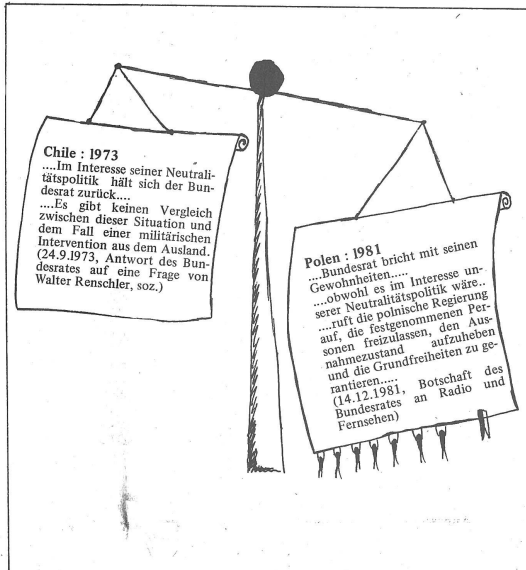 Chile : 1973
....Im Interesse seiner Neutrali-
tätspolitik hält sich der Bun-
desrat zurück....
....Es gibt keinen Vergleich
zwischen dieser Situation und
dem Fall einer militärischen
Intervention aus dem Ausland.
(24.9.1973, Antwort des Bun-
desrates auf eine Frage von
Walter Renschler, soz.)
Polen : 1981
....Bundesrat bricht mit seinen
Gewohnheiten.....
....obwohl es im Interesse un-
serer Neutralitätspolitik wäre..
....ruft die polnische Regierung
auf, die festgenommenen Per-
sonen freizulassen, den Aus-
nahmezustand aufzuheben
und die Grundfreiheiten zu ge-
rantieren.....
(14.12.1981, Botschaft des
Bundesrates an Radio und
Fernsehen)